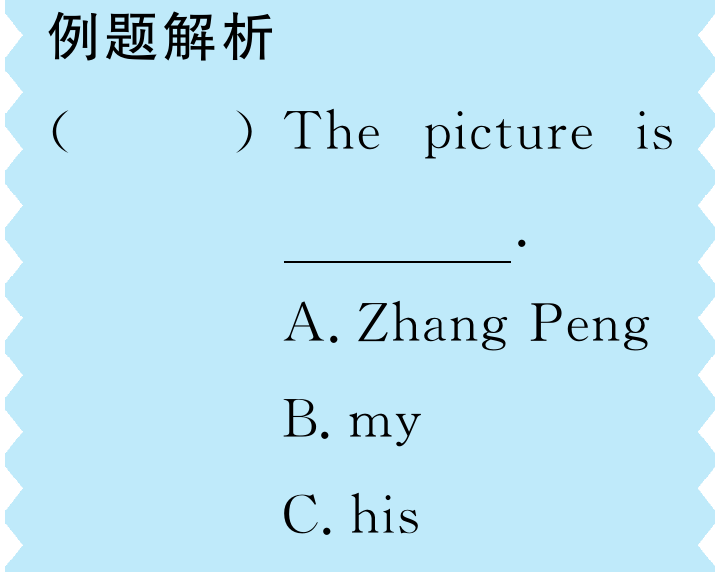 例题解析
(        ) The picture is
________.
A. Zhang Peng
B. my
C. his